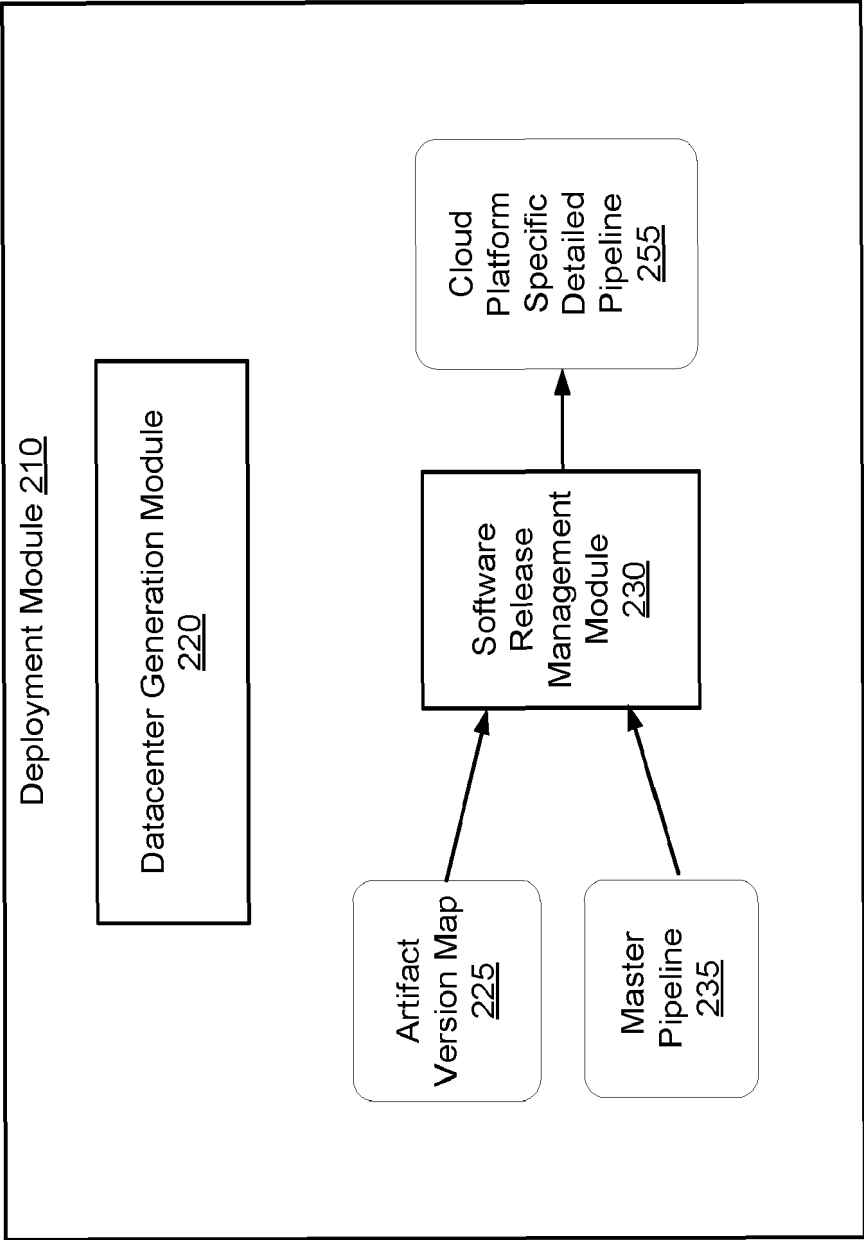 Deployment Module 210
Datacenter Generation Module
220
Artifact
Version Map
225
Master
Pipeline
235
Software
Release
Management
Module
230
Cloud
Platform
Specific
Detailed
Pipeline
255